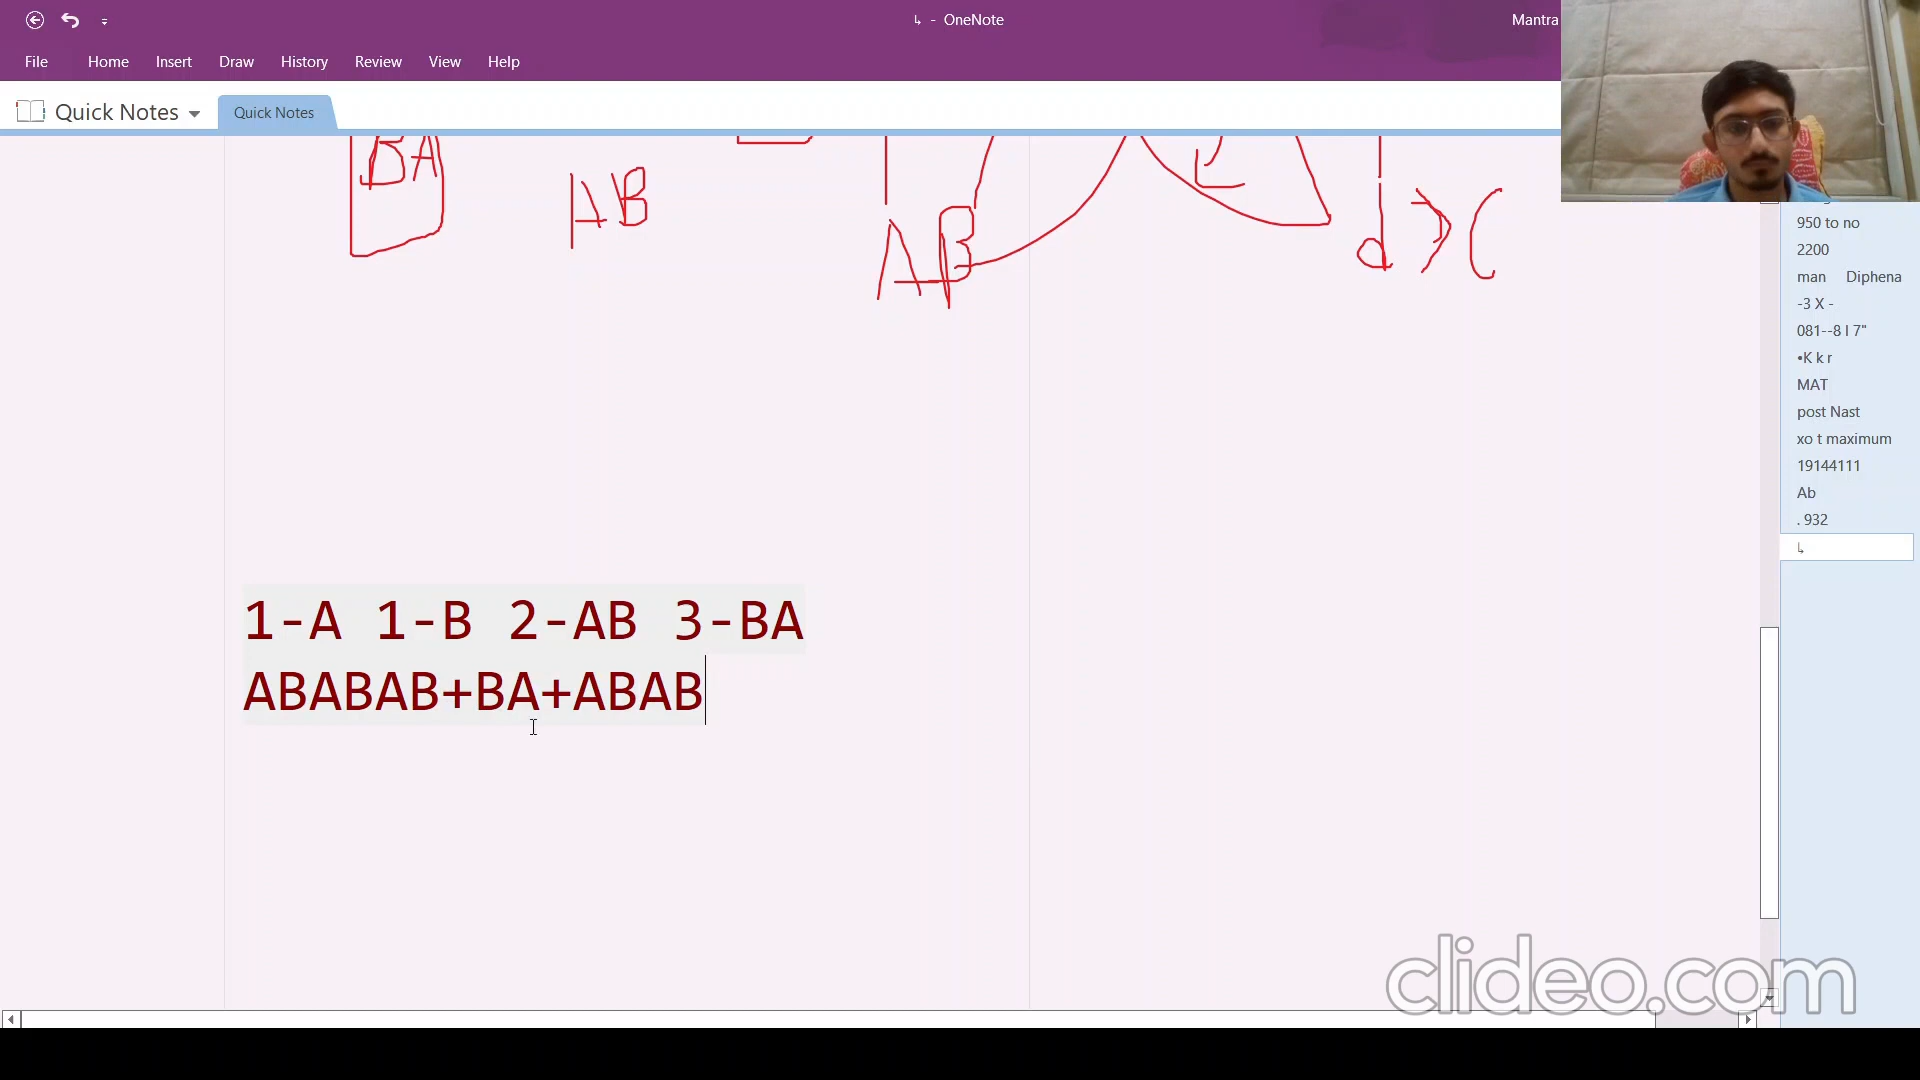 ↳ - OneNote
Mantra
File Home Insert Draw History Review View Help
Quick Notes
Quick Notes
BA
AB
AB
d > C
950 to no
2200
man Diphena
-3 X -
081--8 I 7"
•K k r
MAT
post Nast
xo t maximum
19144111
Ab
. 932
↳
1-A 1-B 2-AB 3-BA
ABABAB+BA+ABAB
clideo.com